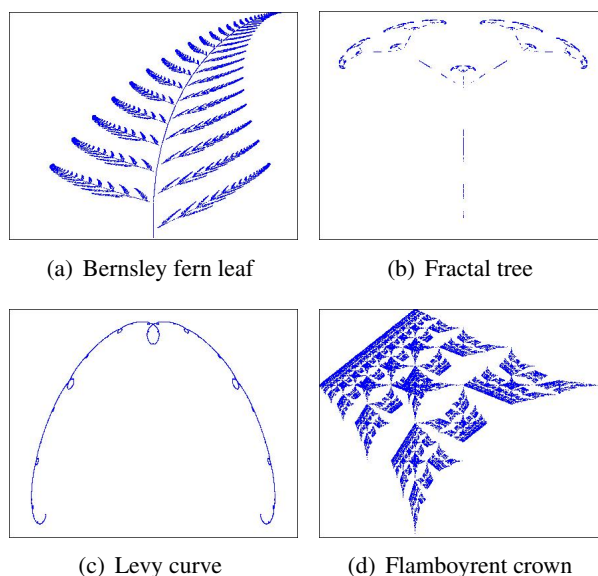 (a) Bernsley fern leaf
(b) Fractal tree
(c) Levy curve
(d) Flamboyrent crown